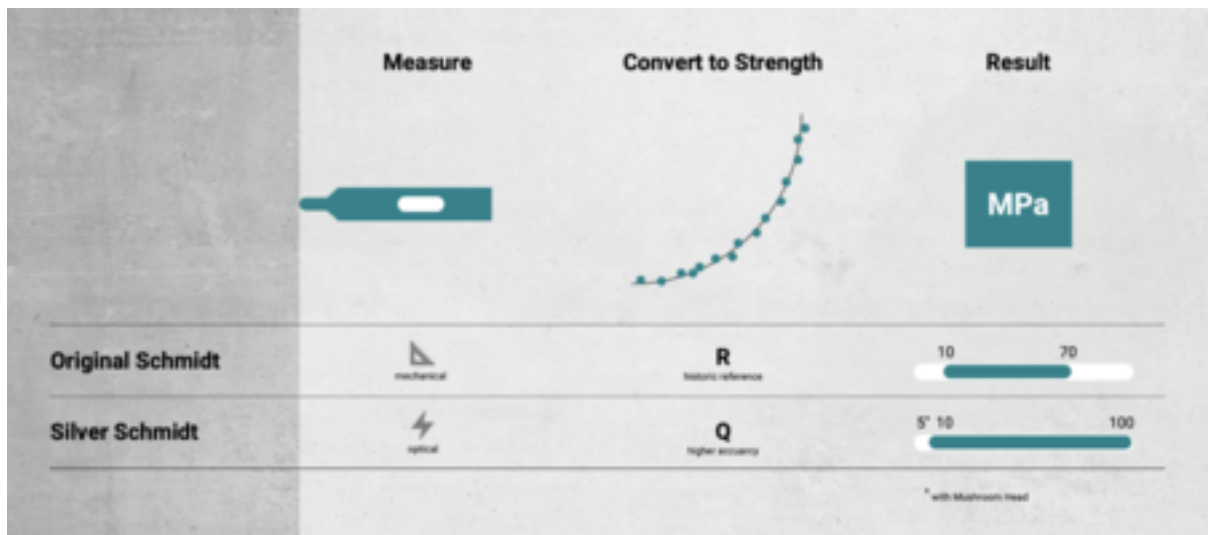 Measure Convert to Strength Result
MPa
Original Schmidt
mechanical
R
historic reference
10 70
Silver Schmidt
optical
Q
higher accuarcy
5* 10 100
* with Mushroom Head